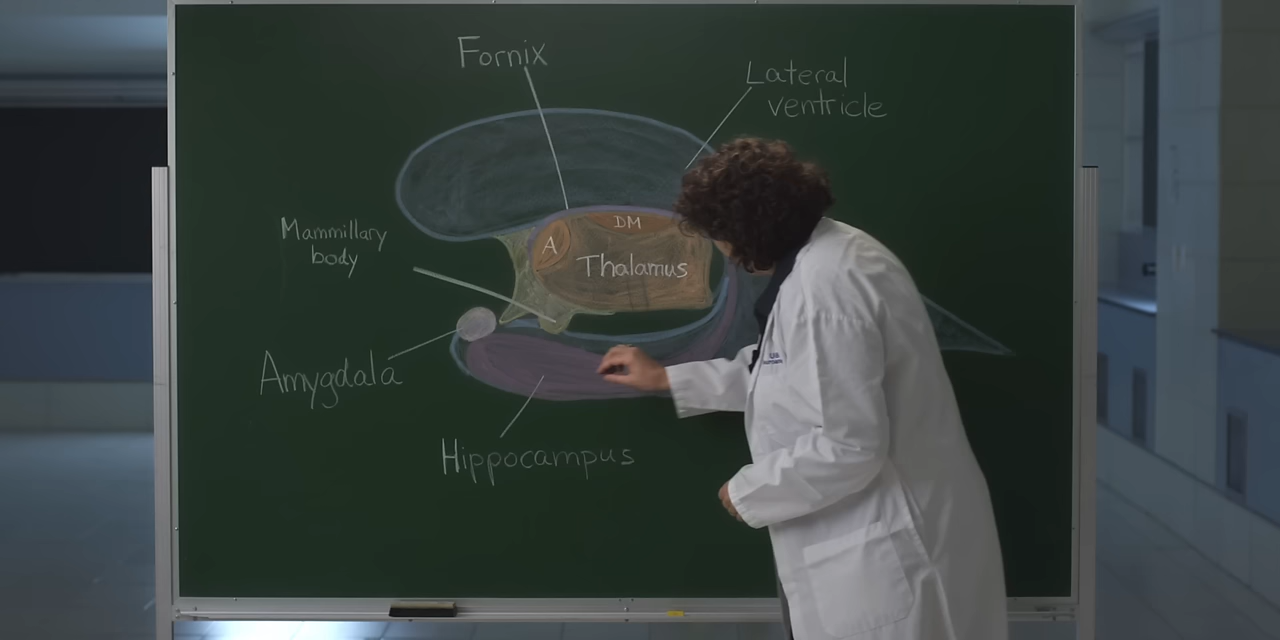 Fornix
Lateral
ventricle
Mammillary
body
DM
A
Thalamus
Amygdala
Hippocampus